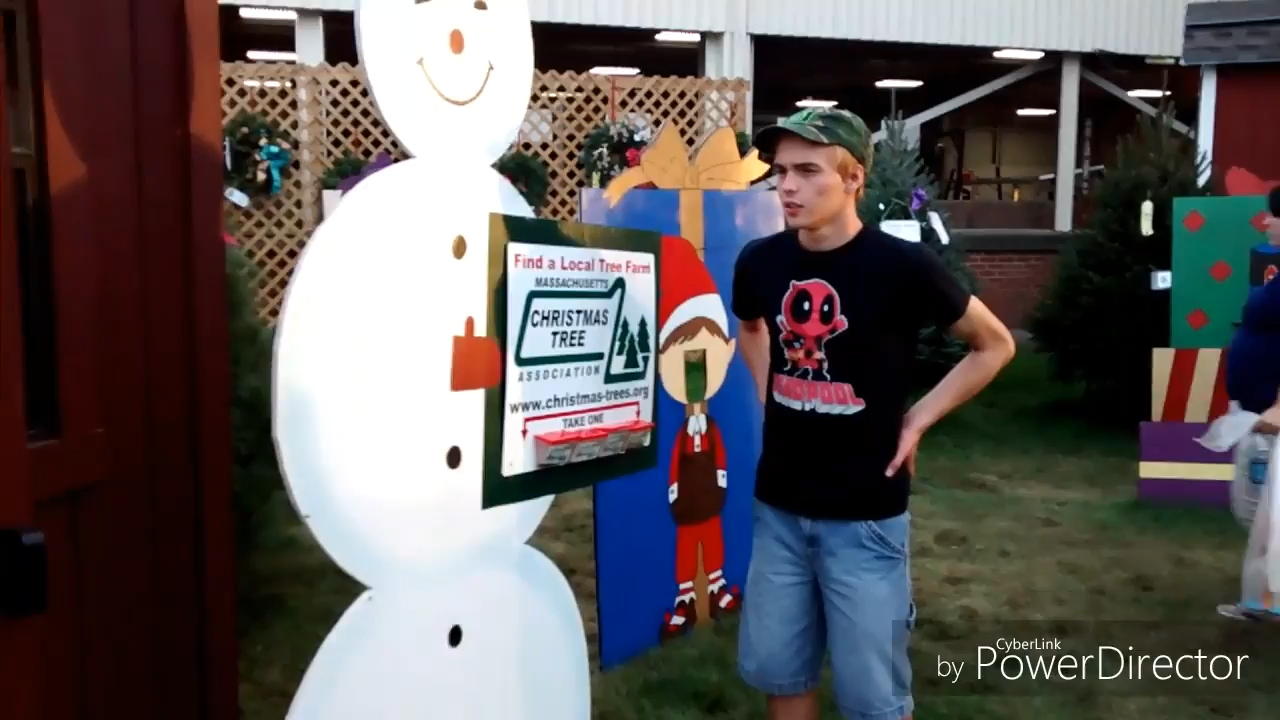 Find a Local Tree Farm
MASSACHUSETTS
CHRISTMAS
TREE
ASSOCIATION
www.christmas-trees.org
TAKE ONE
DEADPOOL
CyberLink
by PowerDirector